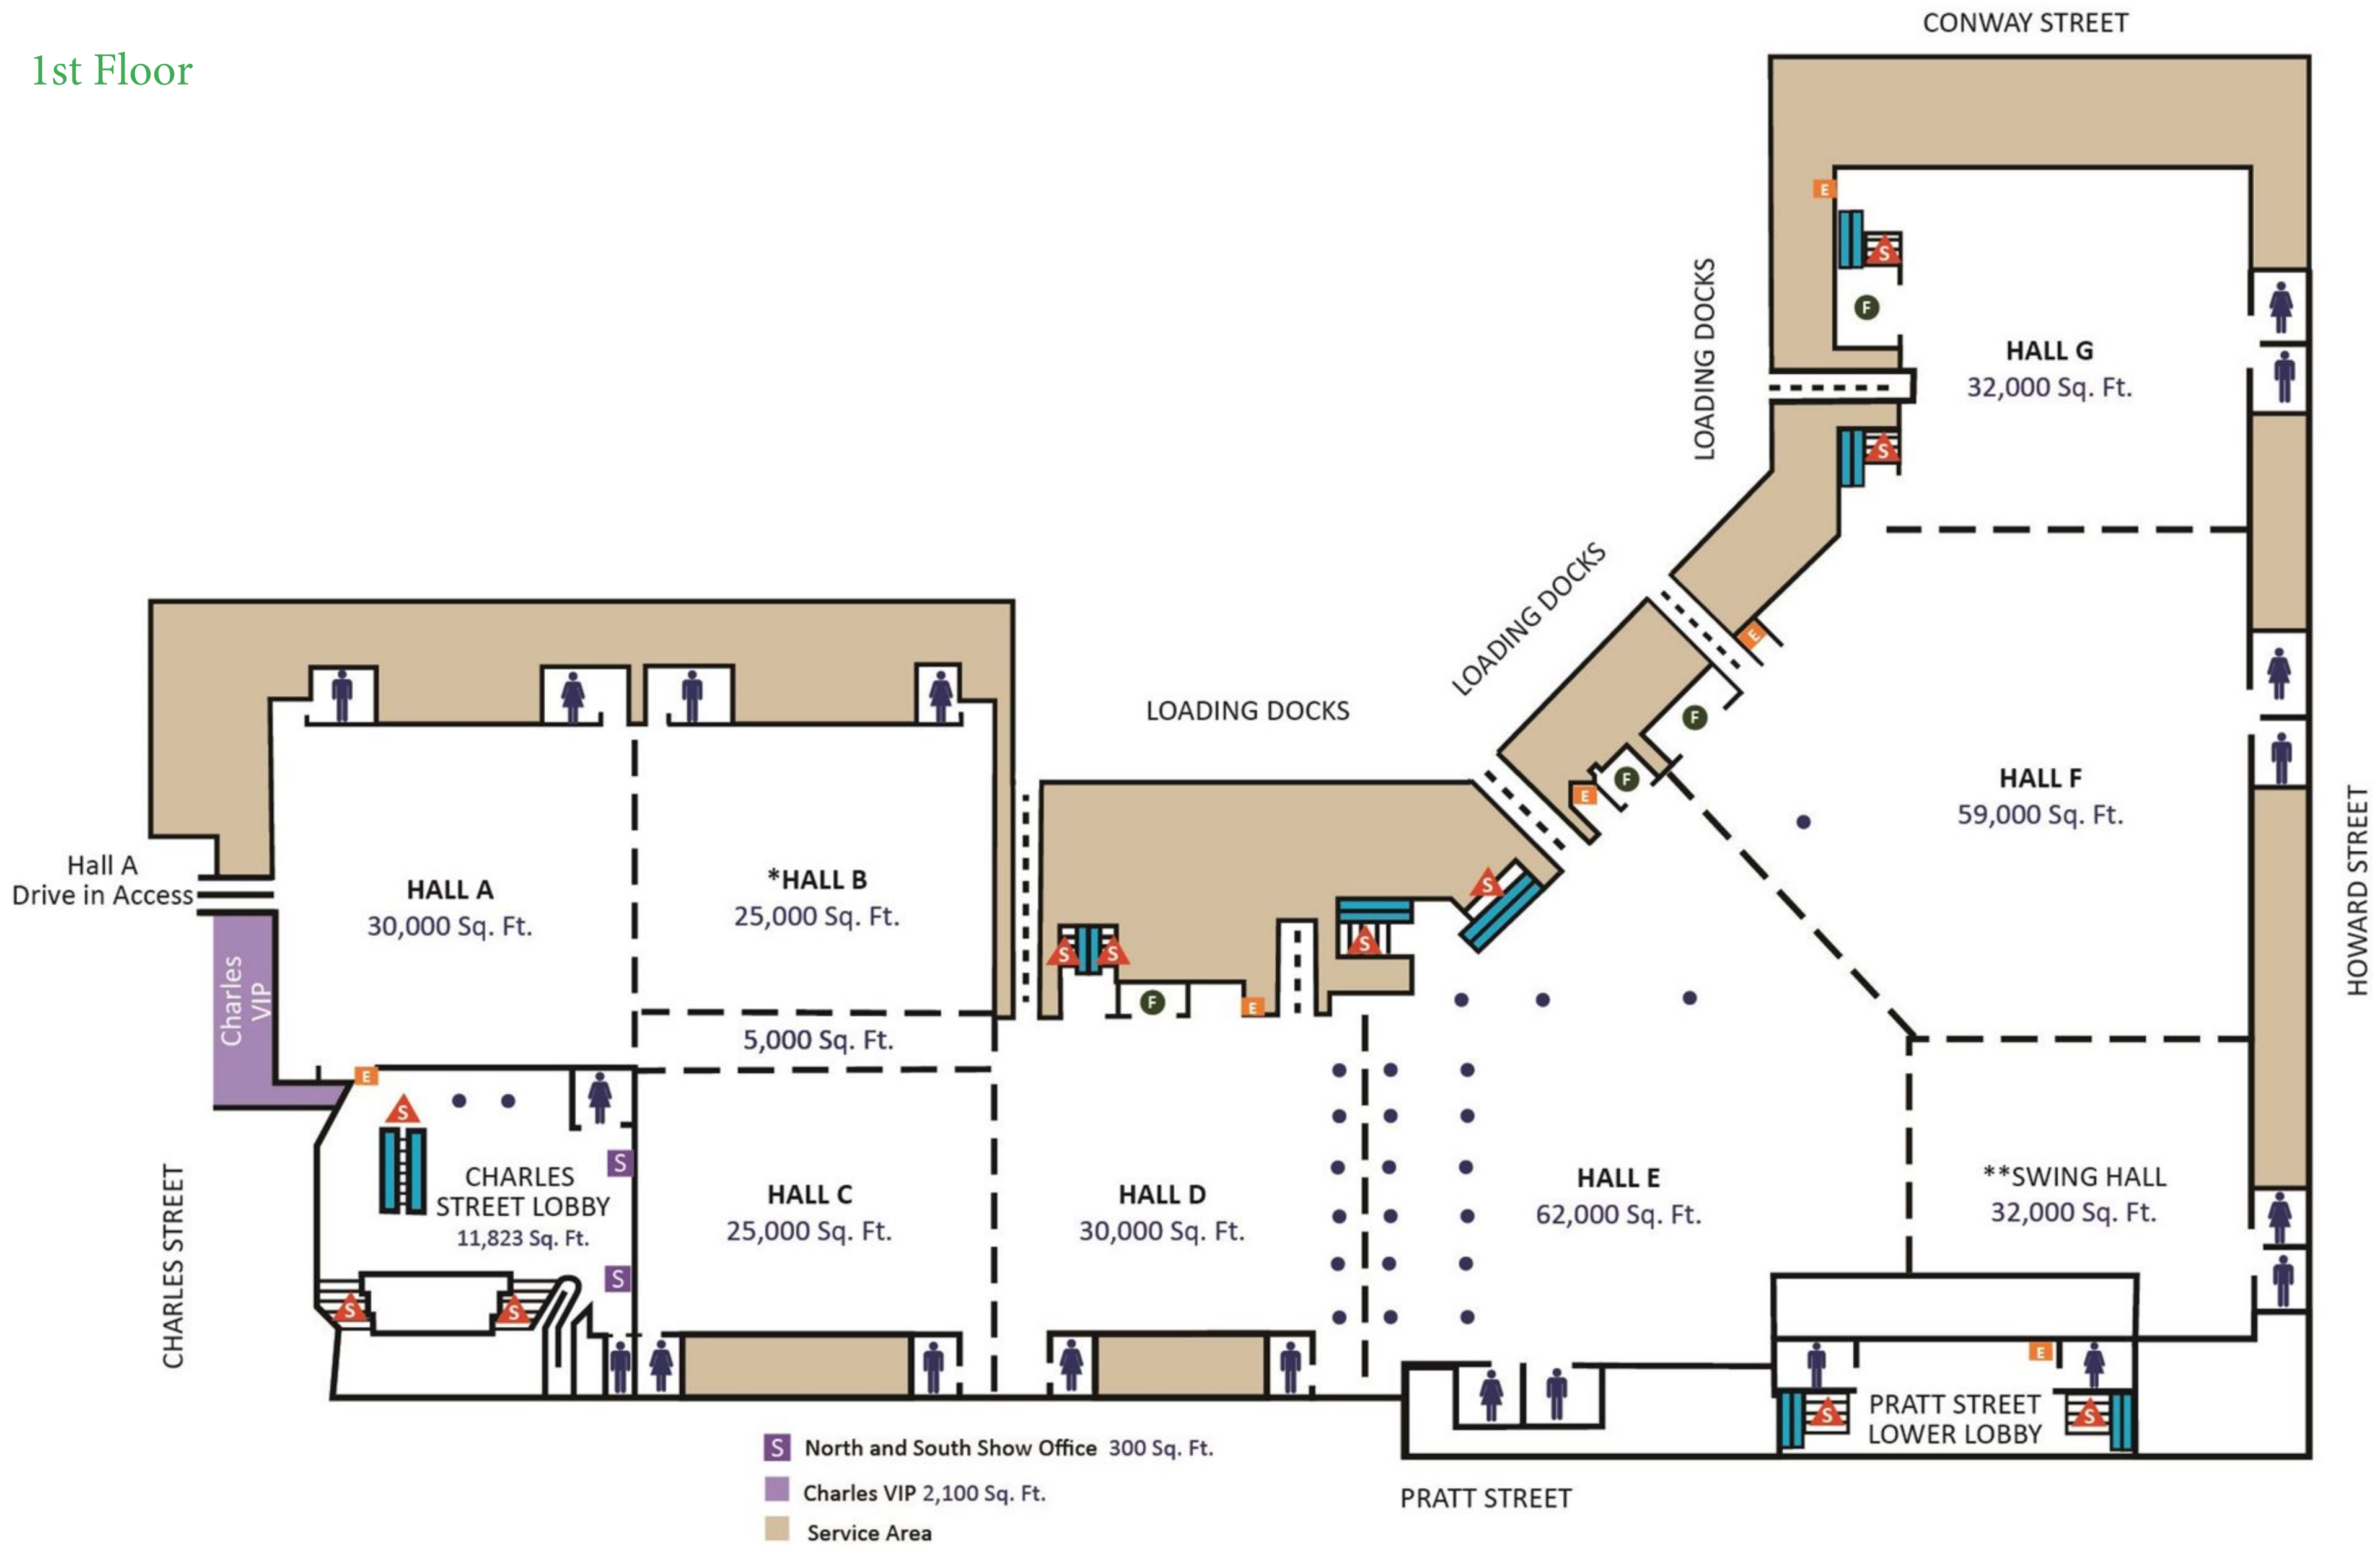 CONWAY STREET
1st Floor
E
S
F
LOADING DOCKS
HALL G
32,000 Sq. Ft.
S
LOADING DOCKS
E
LOADING DOCKS
F
F
E
HALL F
59,000 Sq. Ft.
HOWARD STREET
Hall A
Drive in Access
HALL A
30,000 Sq. Ft.
*HALL B
25,000 Sq. Ft.
S
S
S
S
F
E
Charles
VIP
5,000 Sq. Ft.
E
S
S
CHARLES
STREET LOBBY
11,823 Sq. Ft.
S
S
S
CHARLES STREET
HALL C
25,000 Sq. Ft.
HALL D
30,000 Sq. Ft.
HALL E
62,000 Sq. Ft.
**SWING HALL
32,000 Sq. Ft.
E
S
PRATT STREET
LOWER LOBBY
S
S North and South Show Office 300 Sq. Ft.
Charles VIP 2,100 Sq. Ft.
Service Area
PRATT STREET